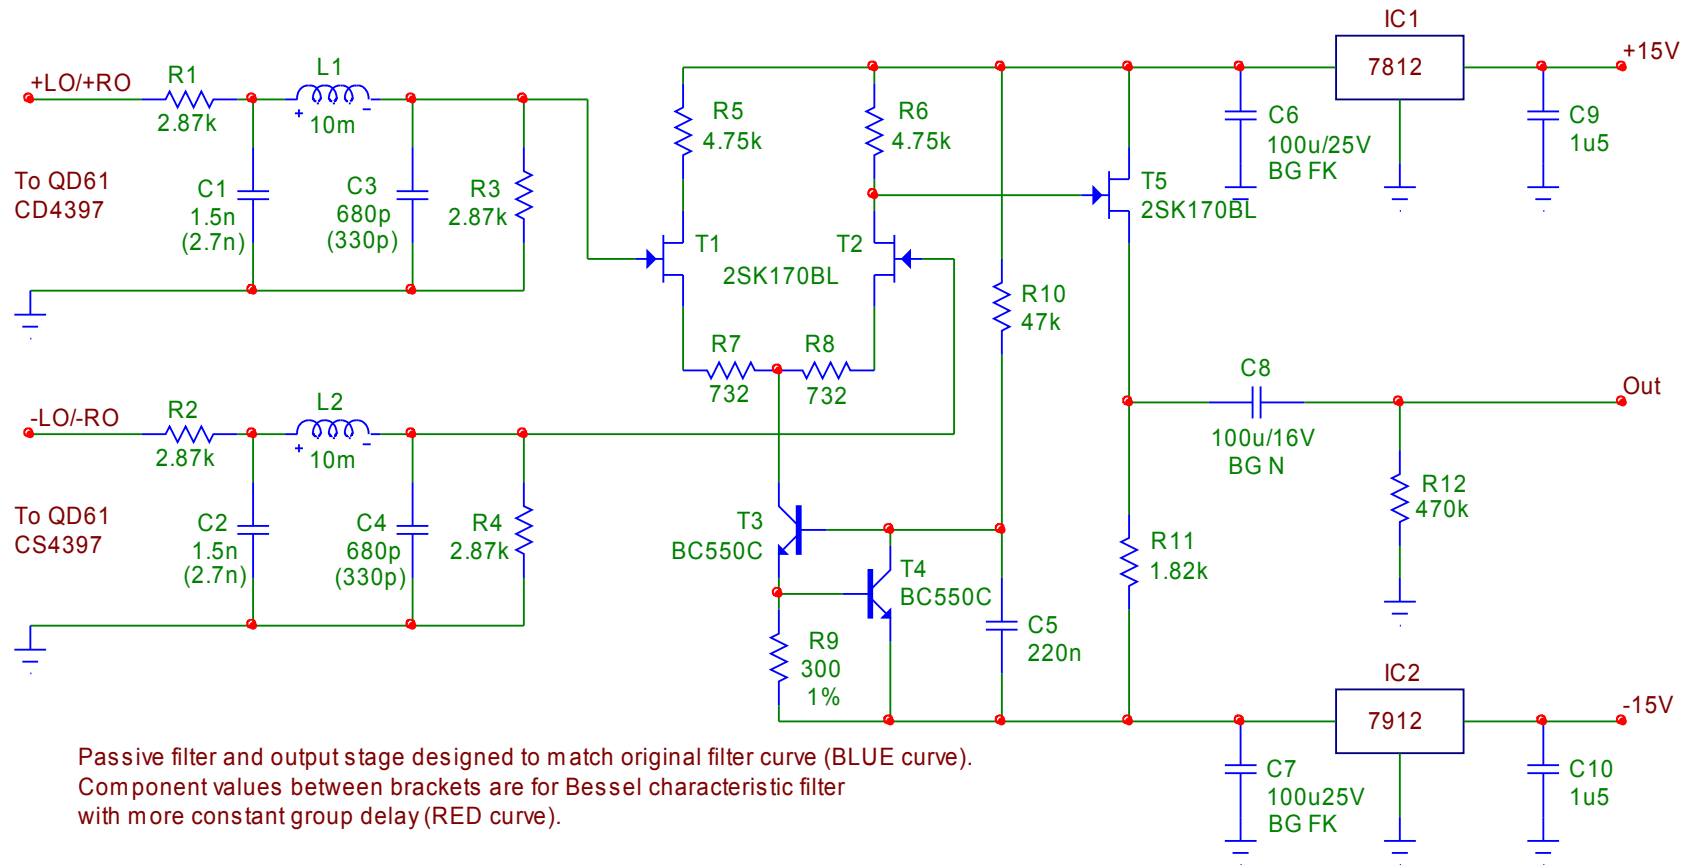 IC1
+15V
7812
+LO/+RO
R1
2.87k
L1
10m
R5
4.75k
R6
4.75k
C6
100u/25V
BG FK
C9
1u5
To QD61
CD4397
C1
1.5n
(2.7n)
C3
680p
(330p)
R3
2.87k
T5
2SK170BL
T1
T2
2SK170BL
R10
47k
R7
732
R8
732
C8
100u/16V
BG N
Out
-LO/-RO
R2
2.87k
L2
10m
R12
470k
To QD61
CS4397
C2
1.5n
(2.7n)
C4
680p
(330p)
R4
2.87k
T3
BC550C
T4
BC550C
R11
1.82k
R9
300
1%
C5
220n
IC2
-15V
7912
C7
100u25V
BG FK
C10
1u5
Passive filter and output stage designed to match original filter curve (BLUE curve).
Component values between brackets are for Bessel characteristic filter
with more constant group delay (RED curve).